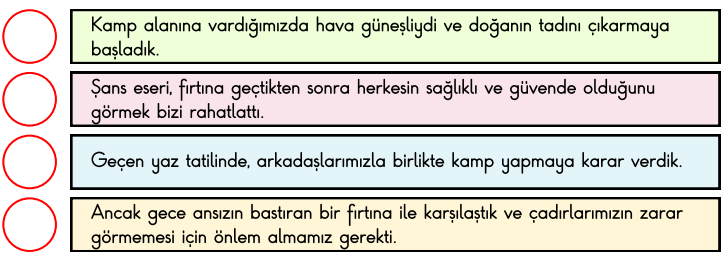 Kamp alanına vardığımızda hava güneşliydi ve doğanın tadını çıkarmaya
başladık.
Şans eseri, fırtına geçtikten sonra herkesin sağlıklı ve güvende olduğunu
görmek bizi rahatlattı.
Geçen yaz tatilinde, arkadaşlarımızla birlikte kamp yapmaya karar verdik.
Ancak gece ansızın bastıran bir fırtına ile karşılaştık ve çadırlarımızın zarar
görmemesi için önlem almamız gerekti.